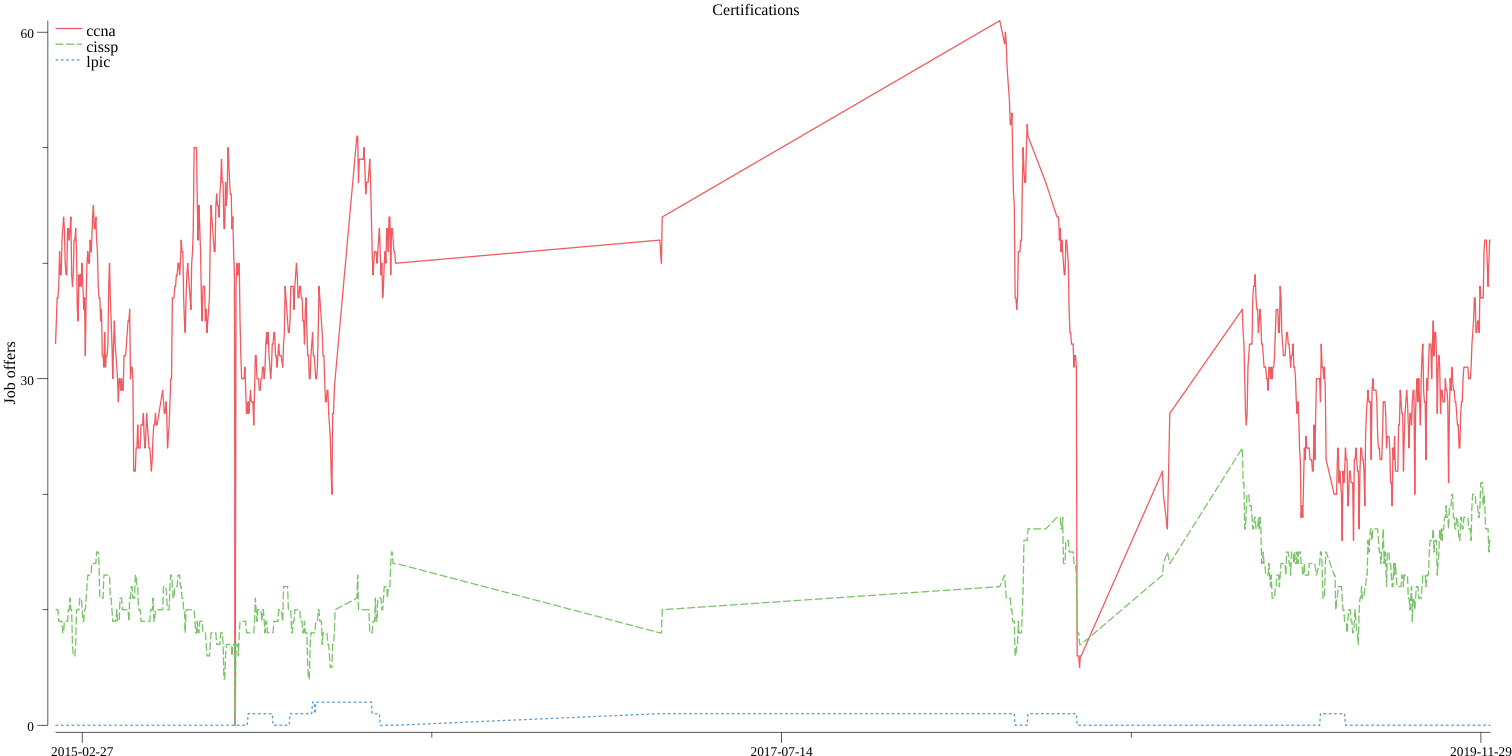 Certifications
ccna
cissp
lpic
60
30
0
Job offers
2015-02-27
2017-07-14
2019-11-29